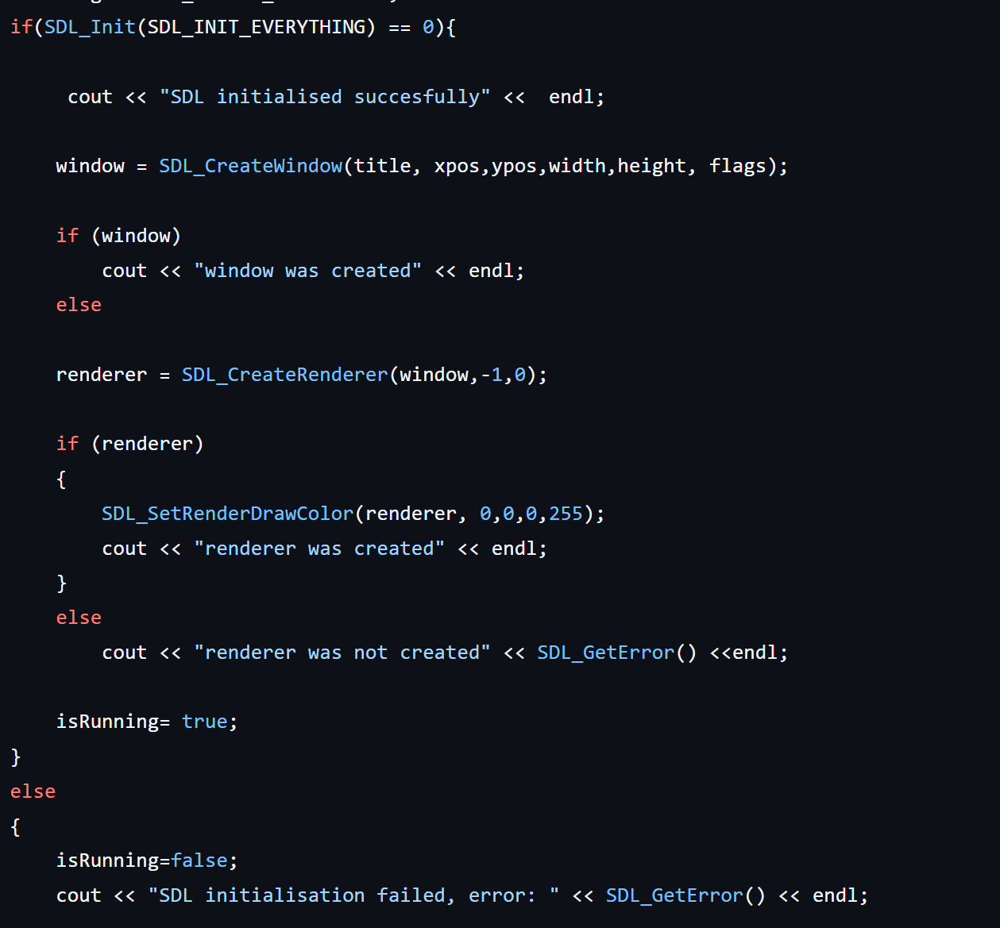 if(SDL_Init(SDL_INIT_EVERYTHING) == 0){
cout << "SDL initialised succesfully" <<  endl;
window = SDL_CreateWindow(title, xpos,ypos,width,height, flags);
if (window)
cout << "window was created" << endl;
else
renderer = SDL_CreateRenderer(window,-1,0);
if (renderer)
{
SDL_SetRenderDrawColor(renderer, 0,0,0,255);
cout << "renderer was created" << endl;
}
else
cout << "renderer was not created" << SDL_GetError() <<endl;
isRunning= true;
}
else
{
isRunning=false;
cout << "SDL initialisation failed, error: " << SDL_GetError() << endl;